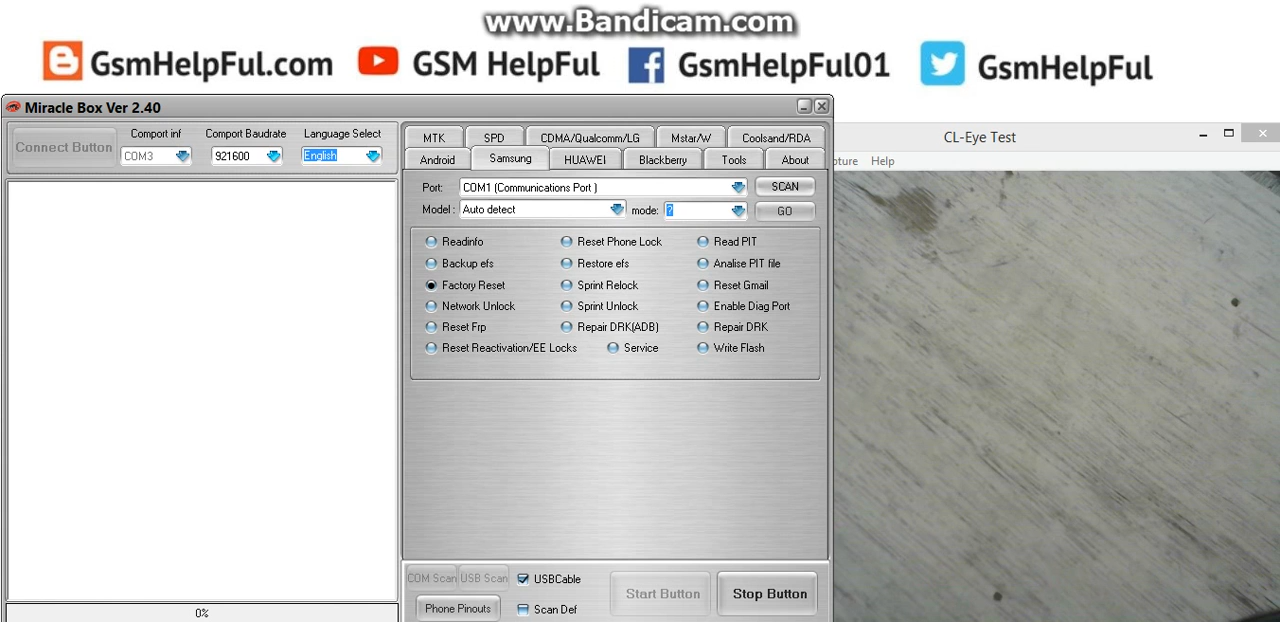 www.Bandicam.com
GsmHelpFul.com GSM HelpFul GsmHelpFul01 GsmHelpFul
Miracle Box Ver 2.40
Connect Button
Comport inf Comport Baudrate Language Select
COM3 921600 English
MTK SPD CDMA/Qualcomm/LG Mstar/W Coolsand/RDA
Android Samsung HUAWEI Blackberry Tools About
Port: COM1 (Communications Port ) SCAN
Model : Auto detect mode: ? GO
Readinfo Reset Phone Lock Read PIT
Backup efs Restore efs Analise PIT file
Factory Reset Sprint Relock Reset Gmail
Network Unlock Sprint Unlock Enable Diag Port
Reset Frp Repair DRK(ADB) Repair DRK
Reset Reactivation/EE Locks Service Write Flash
COM Scan USB Scan USBCable Start Button Stop Button
Phone Pinouts Scan Def
0%
CL-Eye Test
pture Help